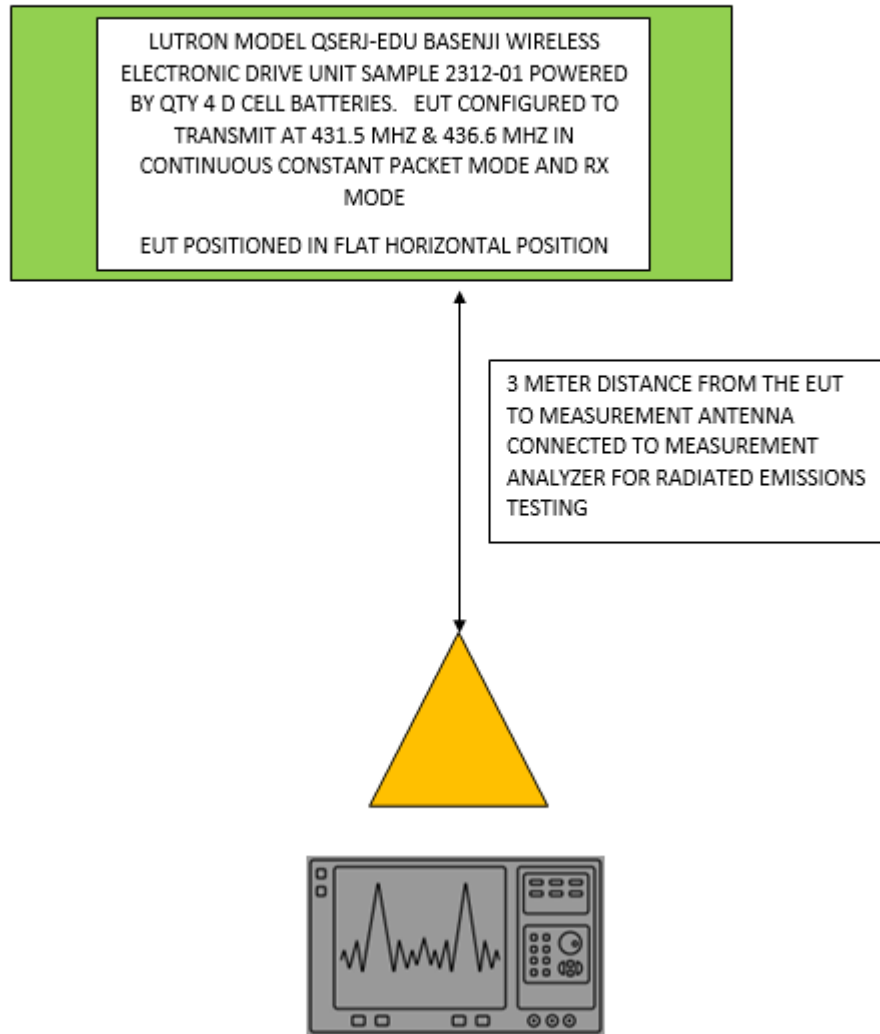 LUTRON MODEL QSERJ-EDU BASENJI WIRELESS
ELECTRONIC DRIVE UNIT SAMPLE 2312-01 POWERED
BY QTY 4 D CELL BATTERIES.   EUT CONFIGURED TO
TRANSMIT AT 431.5 MHZ & 436.6 MHZ IN
CONTINUOUS CONSTANT PACKET MODE AND RX
MODE
EUT POSITIONED IN FLAT HORIZONTAL POSITION
3 METER DISTANCE FROM THE EUT
TO MEASUREMENT ANTENNA
CONNECTED TO MEASUREMENT
ANALYZER FOR RADIATED EMISSIONS
TESTING